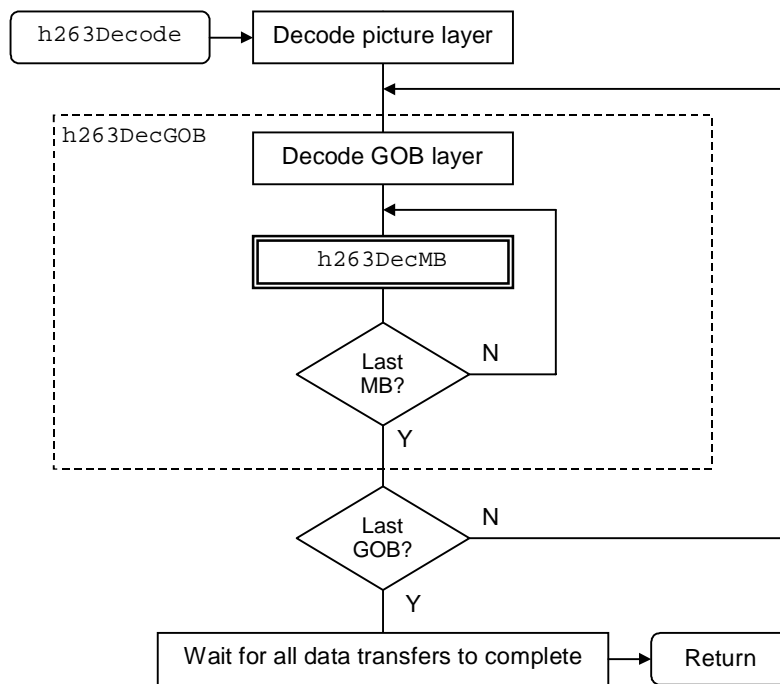 h263Decode
Decode picture layer
h263DecGOB
Decode GOB layer
h263DecMB
Last
MB?
N
Y
Last
GOB?
N
Y
Wait for all data transfers to complete
Return